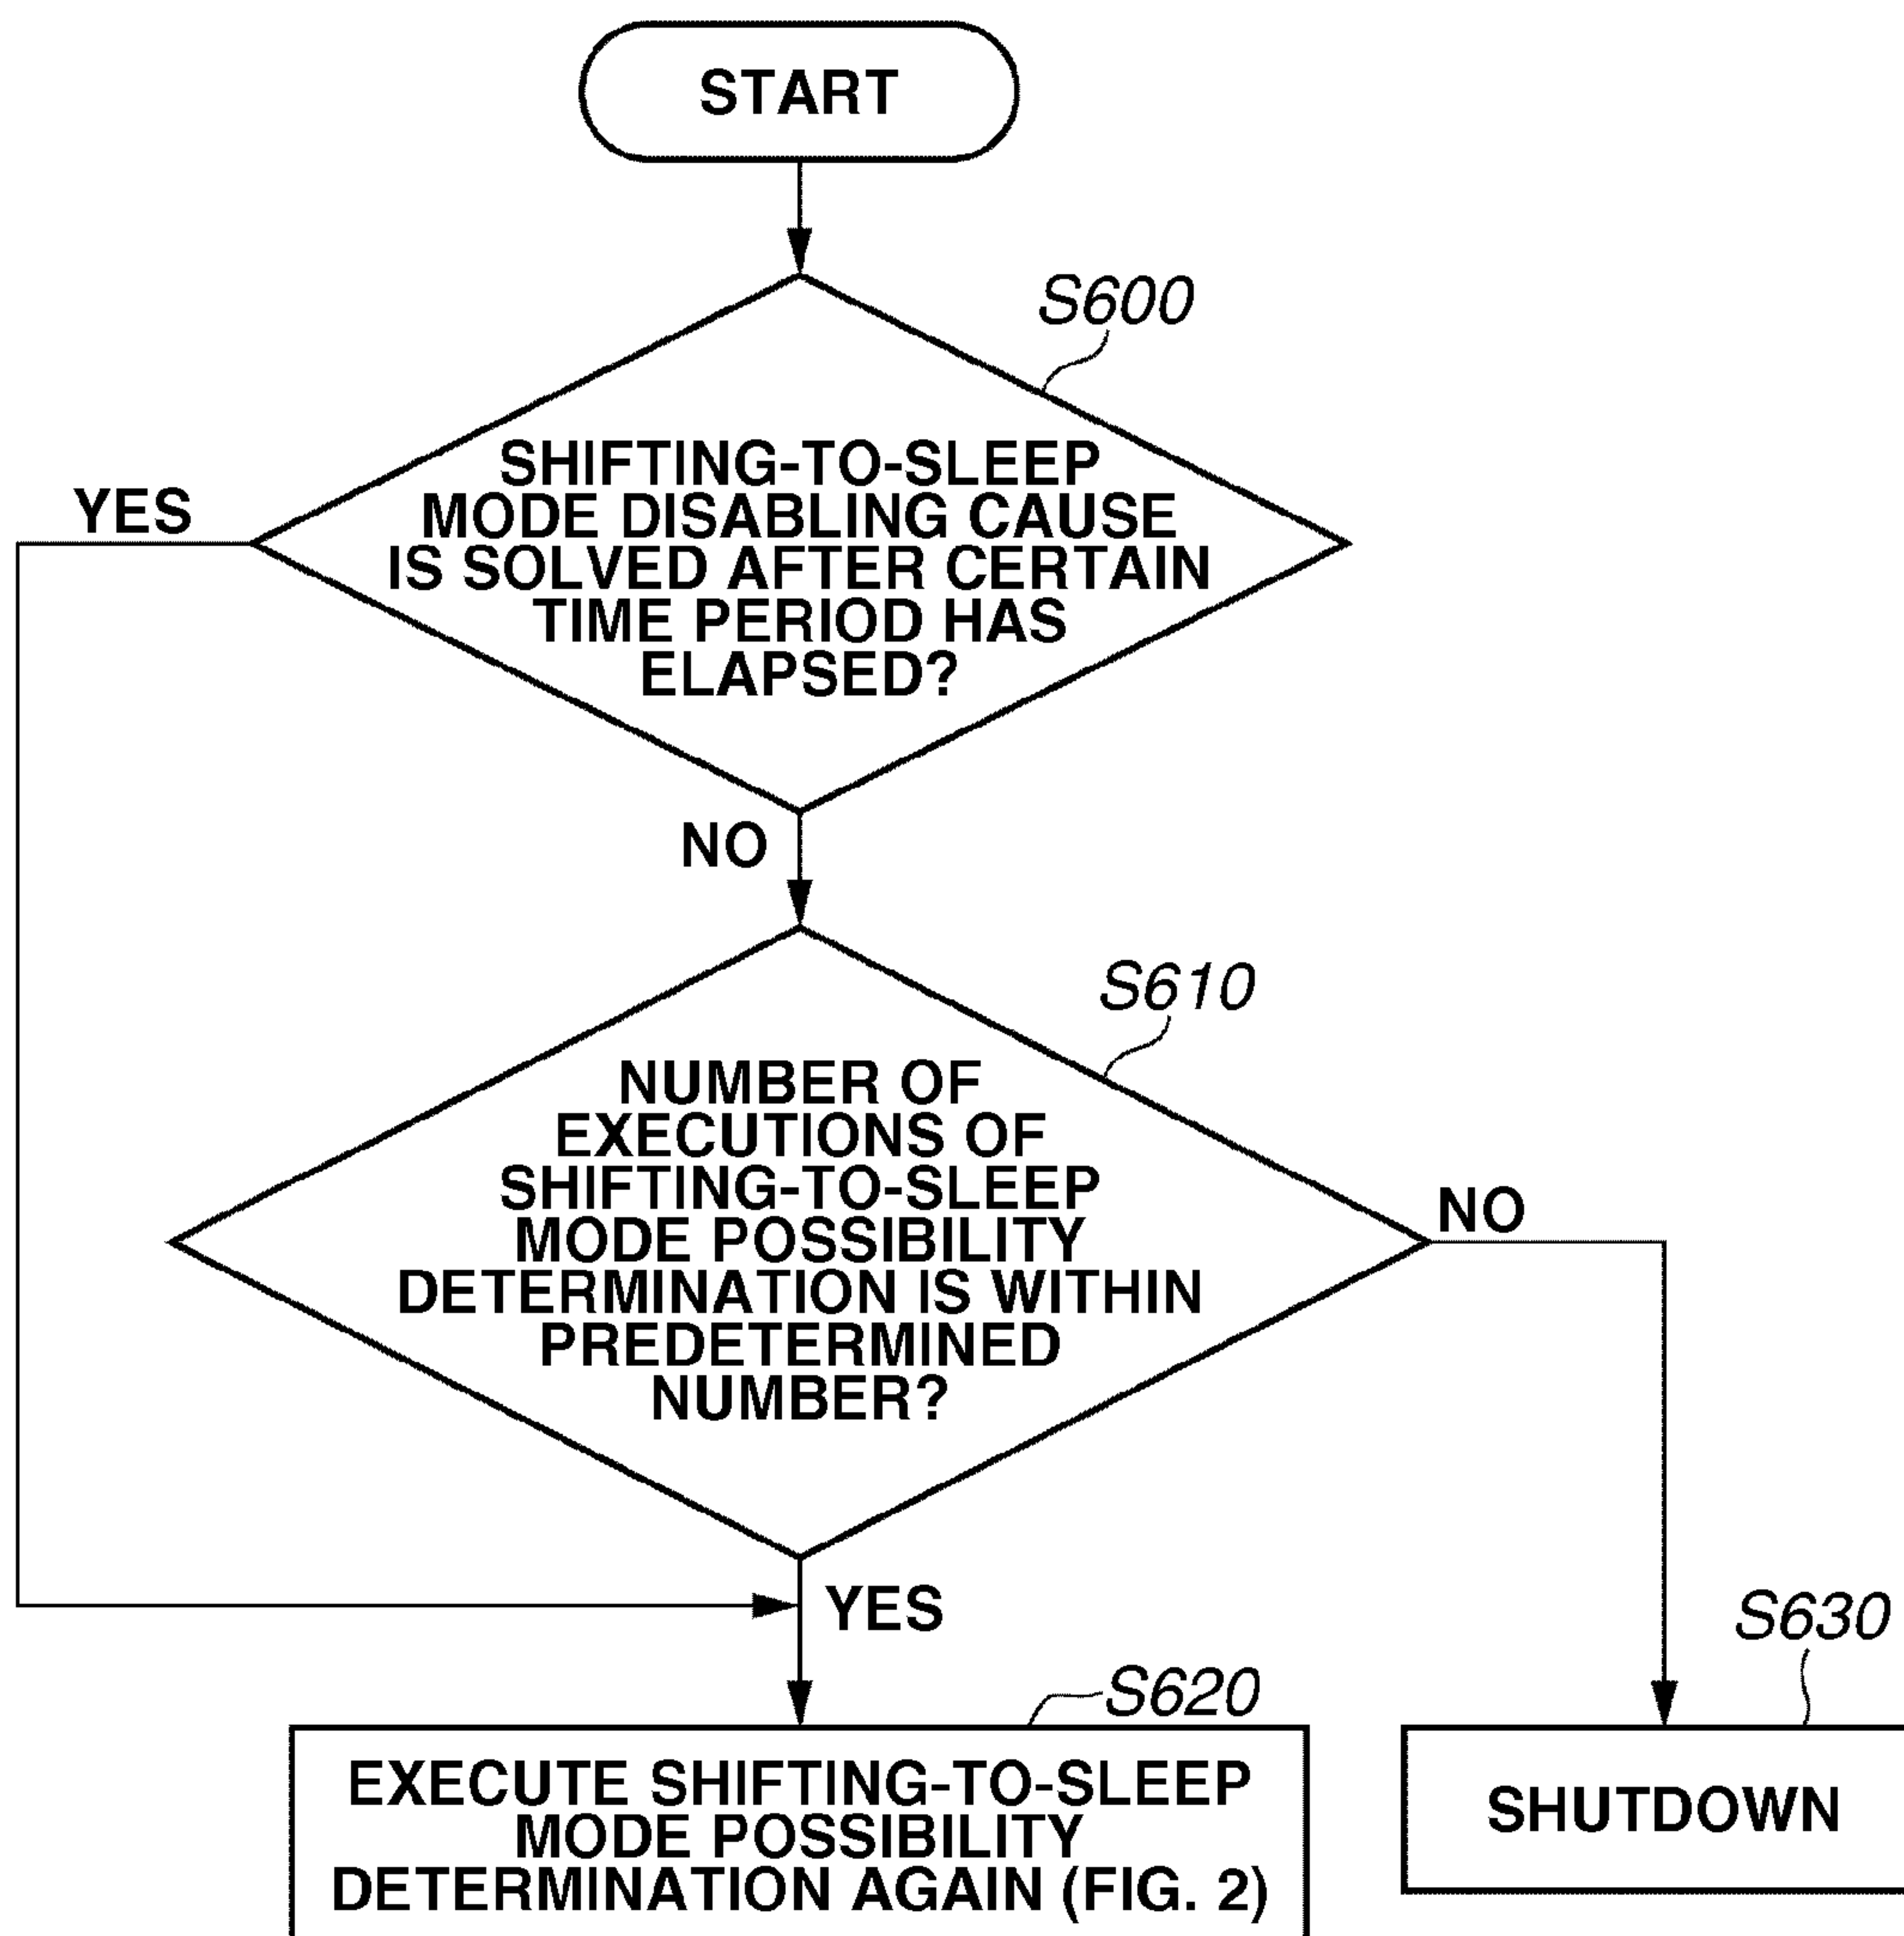 START
S600
SHIFTING-TO-SLEEP
MODE DISABLING CAUSE
IS SOLVED AFTER CERTAIN
TIME PERIOD HAS
ELAPSED?
YES
NO
S610
NUMBER OF
EXECUTIONS OF
SHIFTING-TO-SLEEP
MODE POSSIBILITY
DETERMINATION IS WITHIN
PREDETERMINED
NUMBER?
NO
YES
S620
EXECUTE SHIFTING-TO-SLEEP
MODE POSSIBILITY
DETERMINATION AGAIN (FIG. 2)
S630
SHUTDOWN